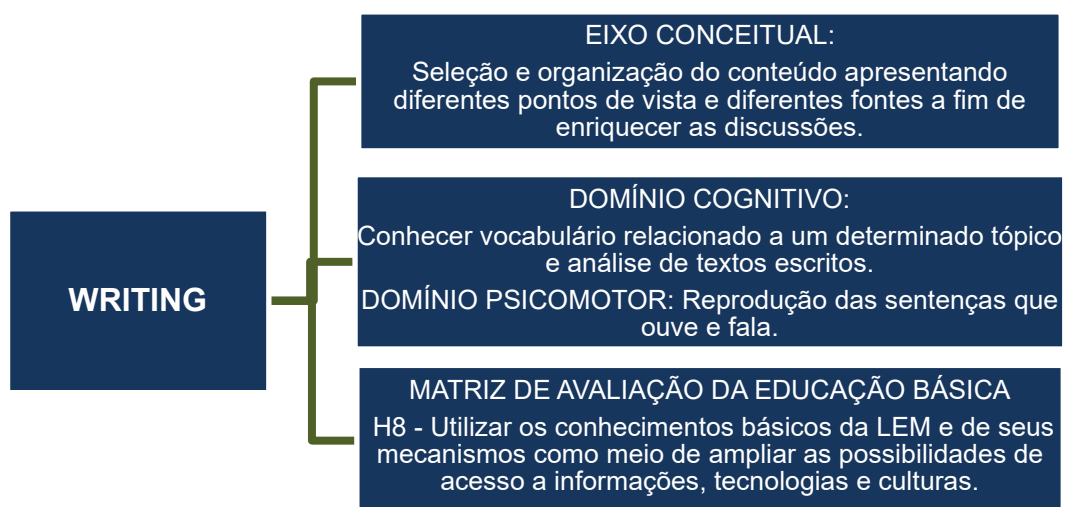 WRITING
EIXO CONCEITUAL:
Seleção e organização do conteúdo apresentando
diferentes pontos de vista e diferentes fontes a fim de
enriquecer as discussões.
DOMÍNIO COGNITIVO:
Conhecer vocabulário relacionado a um determinado tópico
e análise de textos escritos.
DOMÍNIO PSICOMOTOR: Reprodução das sentenças que
ouve e fala.
MATRIZ DE AVALIAÇÃO DA EDUCAÇÃO BÁSICA
H8 - Utilizar os conhecimentos básicos da LEM e de seus
mecanismos como meio de ampliar as possibilidades de
acesso a informações, tecnologias e culturas.